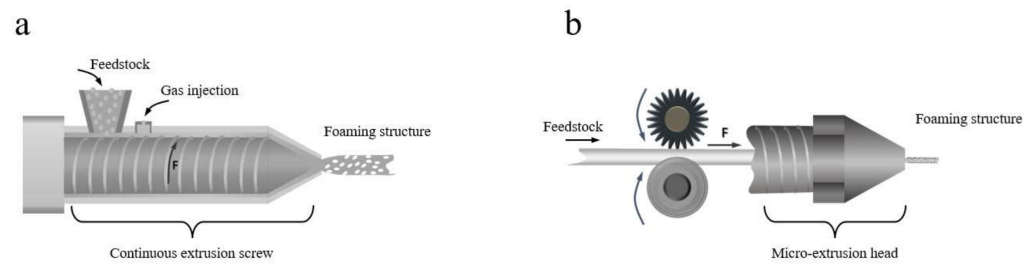 a
Feedstock
Gas injection
Foaming structure
F
Continuous extrusion screw
b
Feedstock
F
Foaming structure
Micro-extrusion head